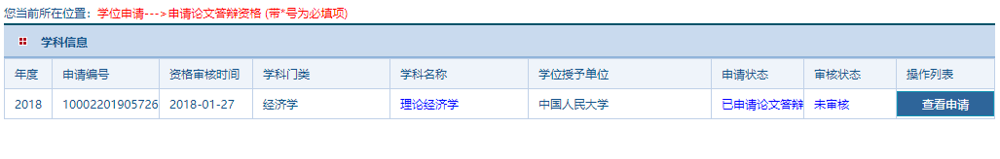 您当前所在位置：学位申请--->申请论文答辩资格 (带*号为必填项)
学科信息
年度 申请编号 资格审核时间 学科门类 学科名称 学位授予单位 申请状态 审核状态 操作列表
2018 10002201905726 2018-01-27 经济学 理论经济学 中国人民大学 已申请论文答辩 未审核 查看申请